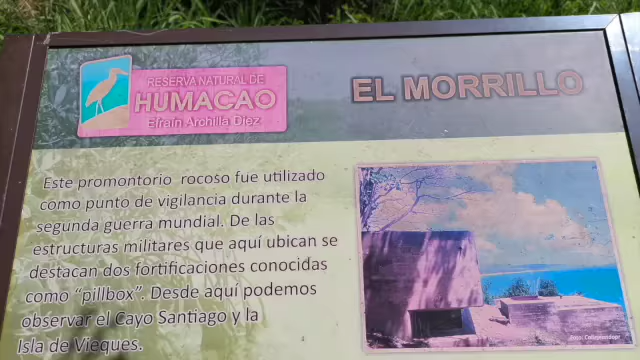 RESERVA NATURAL DE
HUMACAO
Efraín Archilla Diez
EL MORRILLO
Este promontorio rocoso fue utilizado
como punto de vigilancia durante la
segunda guerra mundial. De las
estructuras militares que aquí ubican se
destacan dos fortificaciones conocidas
como "pillbox". Desde aquí podemos
observar el Cayo Santiago y la
Isla de Vieques.